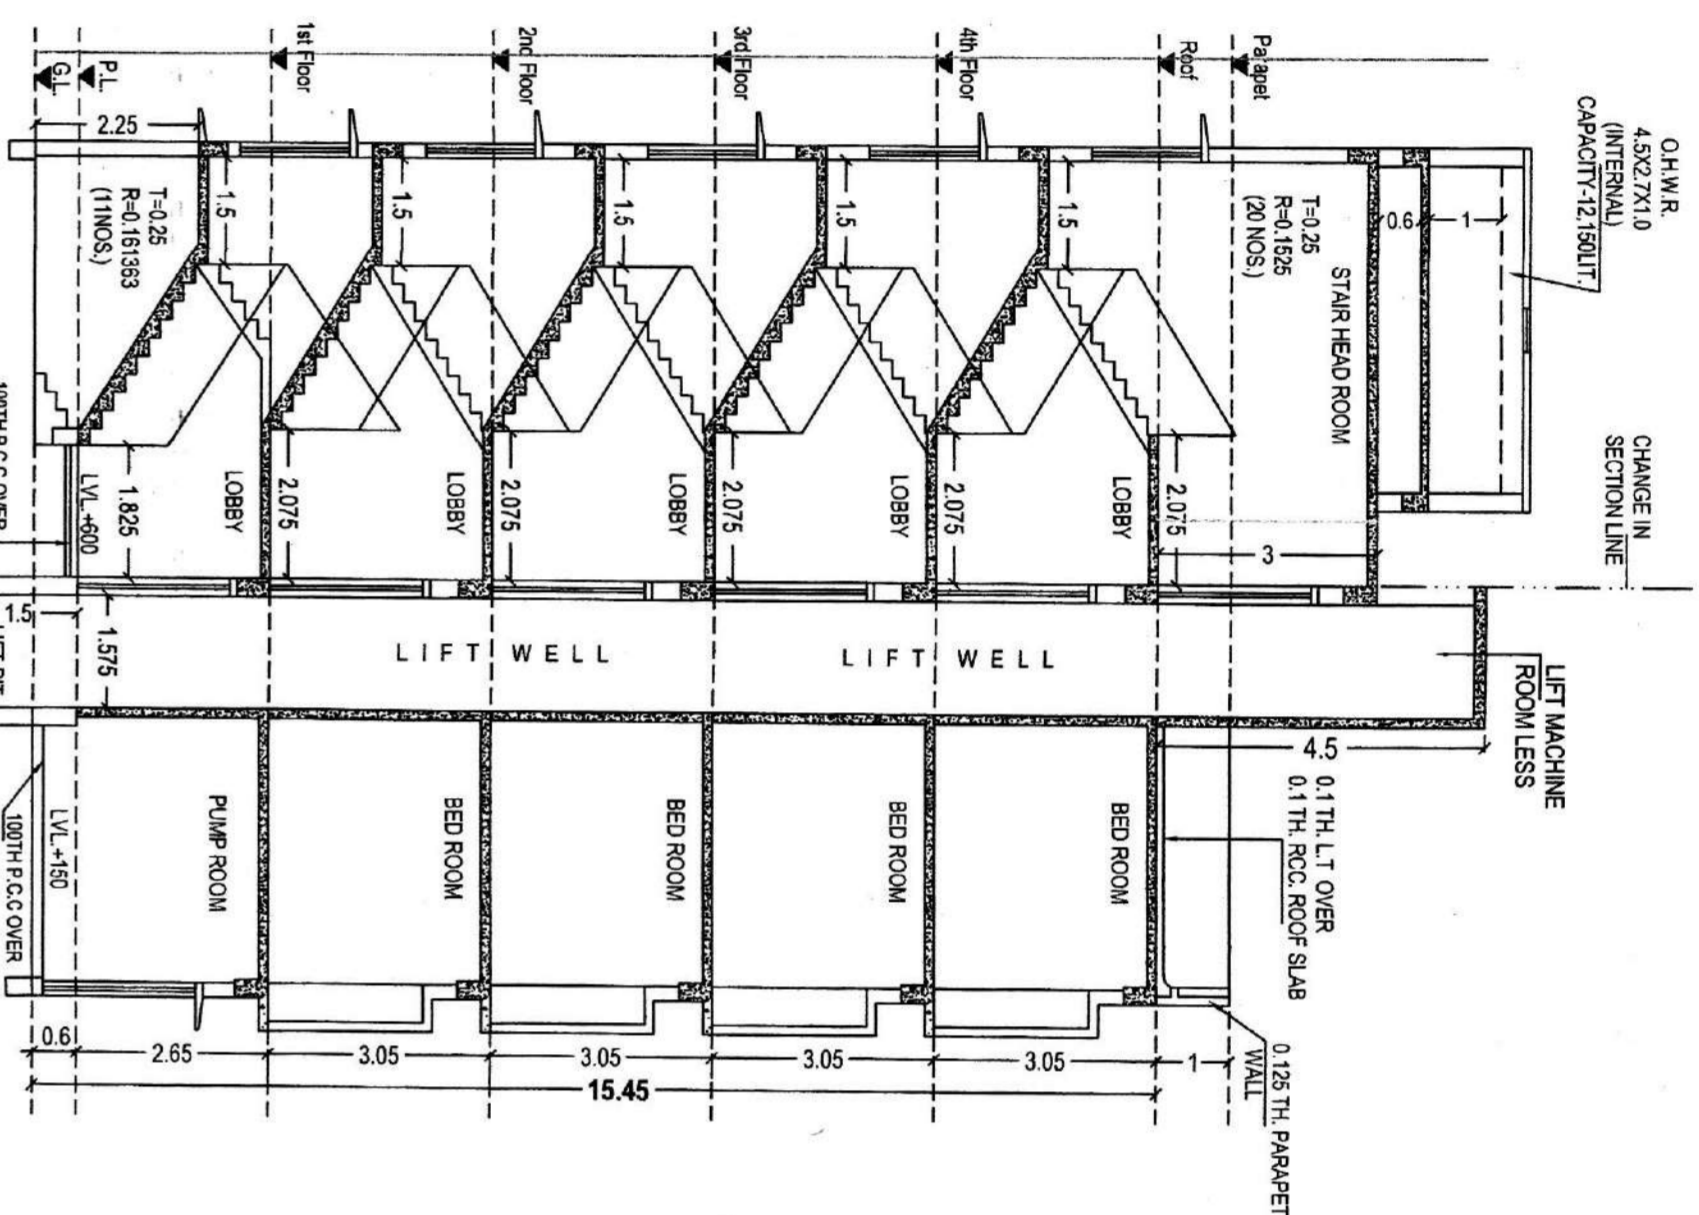 O.H.W.R.
4.5X2.7X1.0
(INTERNAL)
CAPACITY-12,150LIT.
CHANGE IN
SECTION LINE
LIFT MACHINE
ROOM LESS
1
0.6
STAIR HEAD ROOM
T=0.25
R=0.1525
(20 NOS.)
3
4.5
0.1 TH. L.T OVER
0.1 TH. RCC. ROOF SLAB
0.125 TH. PARAPET
WALL
Parapet
Roof
2.075
1
1.5
LOBBY
BED ROOM
3.05
4th Floor
2.075
1.5
LOBBY
BED ROOM
3.05
3rd Floor
2.075
1.5
LOBBY
BED ROOM
3.05
2nd Floor
2.075
1.5
LOBBY
BED ROOM
3.05
1st Floor
2.075
1.5
LOBBY
PUMP ROOM
2.65
LIFT WELL
LIFT WELL
15.45
2.25
T=0.25
R=0.161363
(11NOS.)
1.825
1.575
LVL.+600
P.L.
G.L.
1.5
LVL.+150
0.6
100TH P.C.C OVER
100TH P.C.C OVER
LIFT PIT